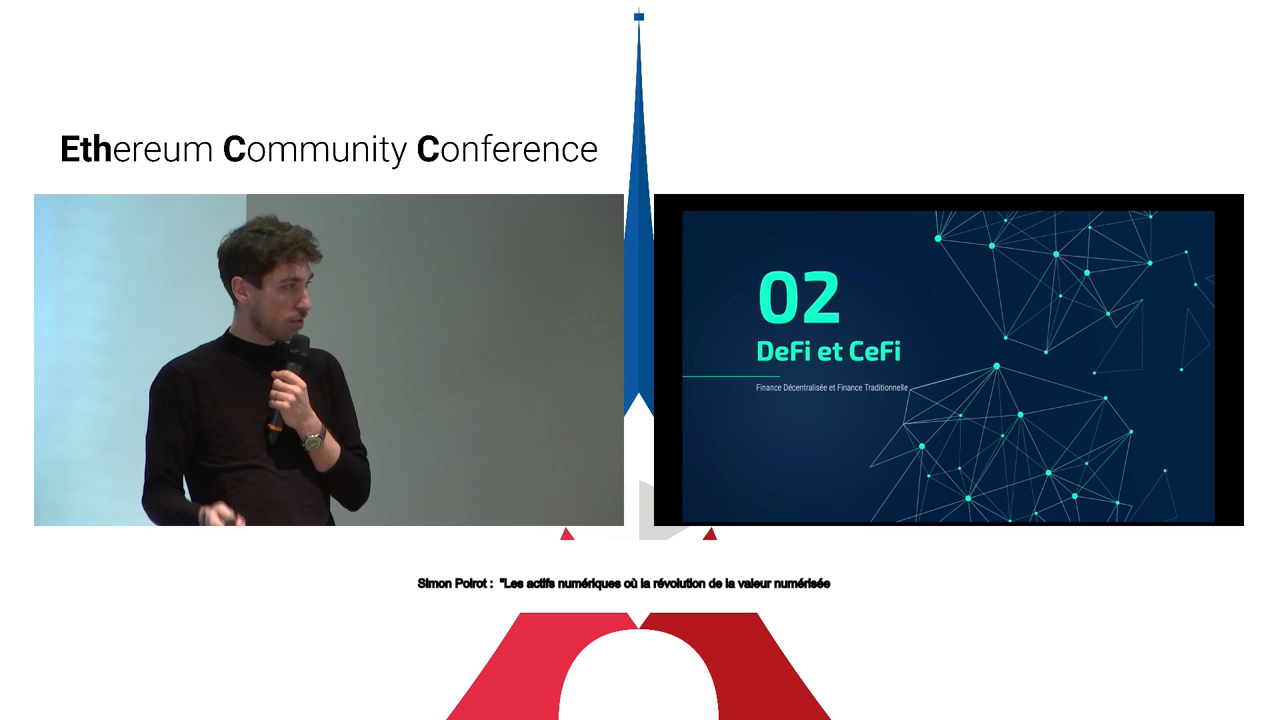 Ethereum Community Conference
02
DeFi et CeFi
Finance Décentralisée et Finance Traditionnelle
Simon Poirot : "Les actifs numériques où la révolution de la valeur numérisée